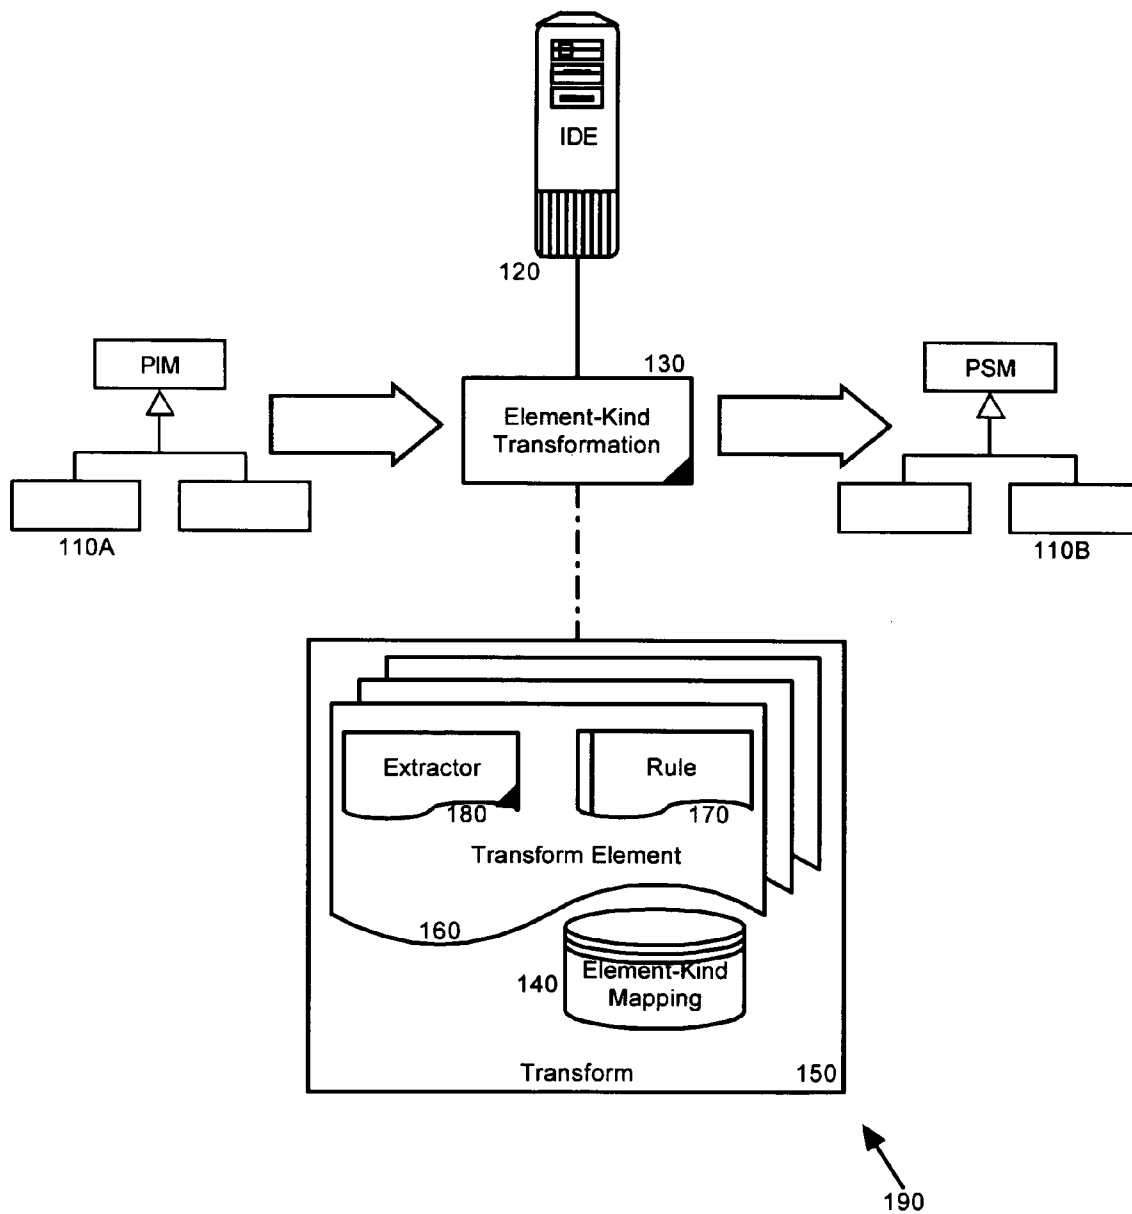 IDE
120
130
PIM
Element-Kind
Transformation
PSM
110A
110B
Extractor
180
Rule
170
Transform Element
160
140
Element-Kind
Mapping
Transform
150
190